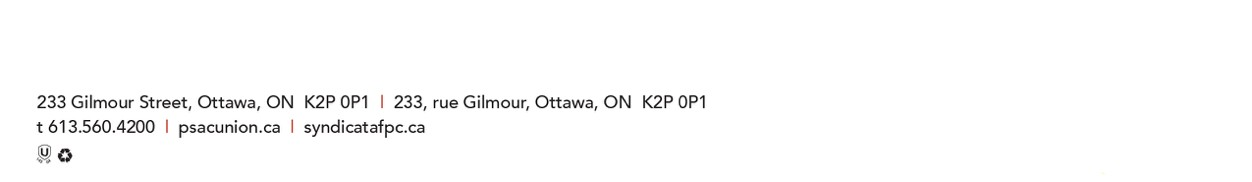 233 Gilmour Street, Ottawa, ON K2P 0P1 | 233, rue Gilmour, Ottawa, ON K2P 0P1
t 613.560.4200 | psacunion.ca | syndicatafpc.ca
U